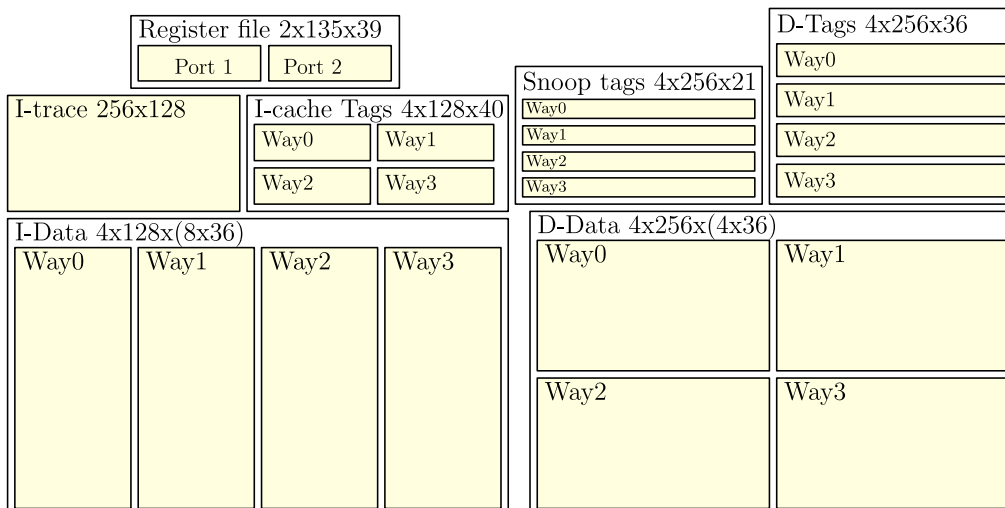 Register file 2x135x39
Port 1 Port 2
D-Tags 4x256x36
Way0
Way1
Way2
Way3
Snoop tags 4x256x21
Way0
Way1
Way2
Way3
I-trace 256x128
I-cache Tags 4x128x40
Way0 Way1
Way2 Way3
I-Data 4x128x(8x36)
Way0 Way1 Way2 Way3
D-Data 4x256x(4x36)
Way0 Way1
Way2 Way3